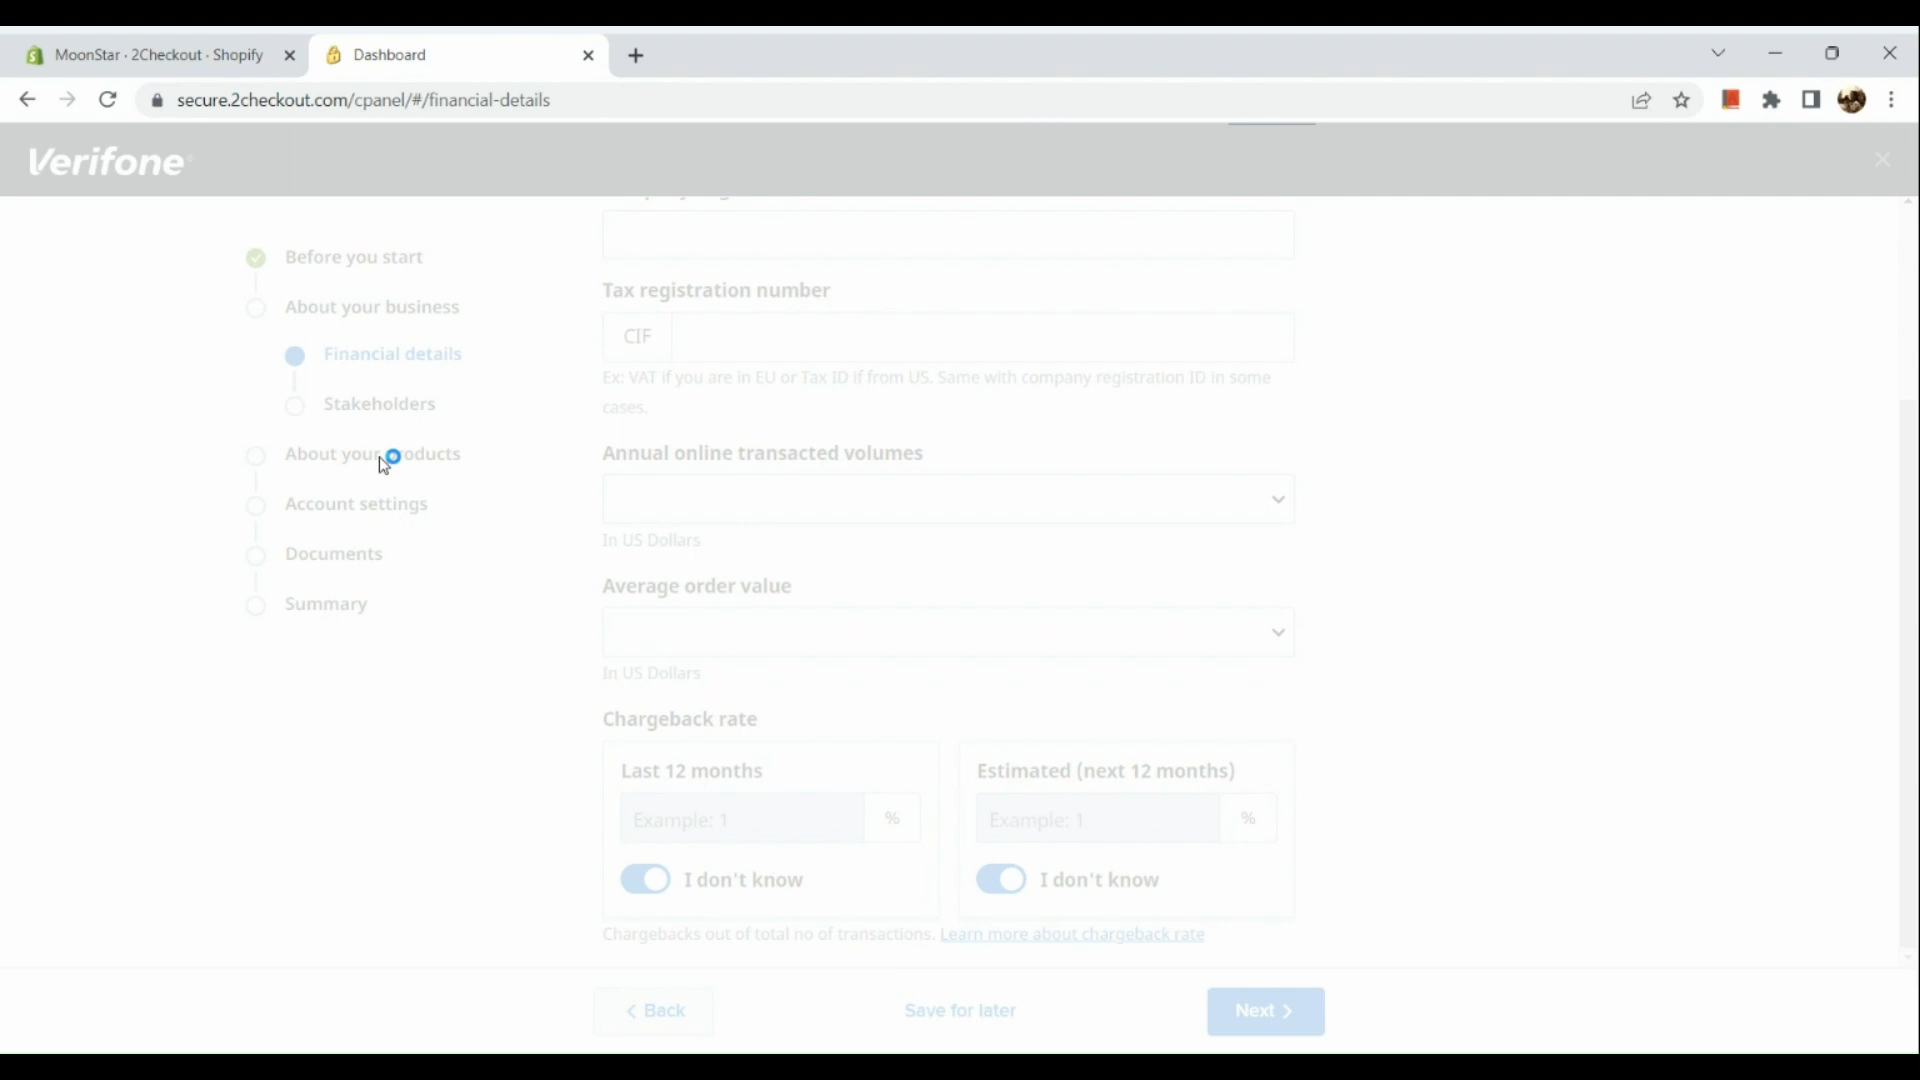 MoonStar · 2Checkout · Shopify
Dashboard
secure.2checkout.com/cpanel/#/financial-details
Verifone
Before you start
About your business
Financial details
Stakeholders
About your
Account settings
Documents
Summary
Tax registration number
CIF
Ex: VAT if you are in EU or Tax ID if from US. Same with company registration ID in some
cases.
Annual online transacted volumes
In US Dollars
Average order value
In US Dollars
Chargeback rate
Last 12 months
Example: 1
%
I don't know
Estimated (next 12 months)
Example: 1
%
I don't know
Chargebacks out of total no of transactions. Learn more about chargeback rate
Back
Save for later
Next